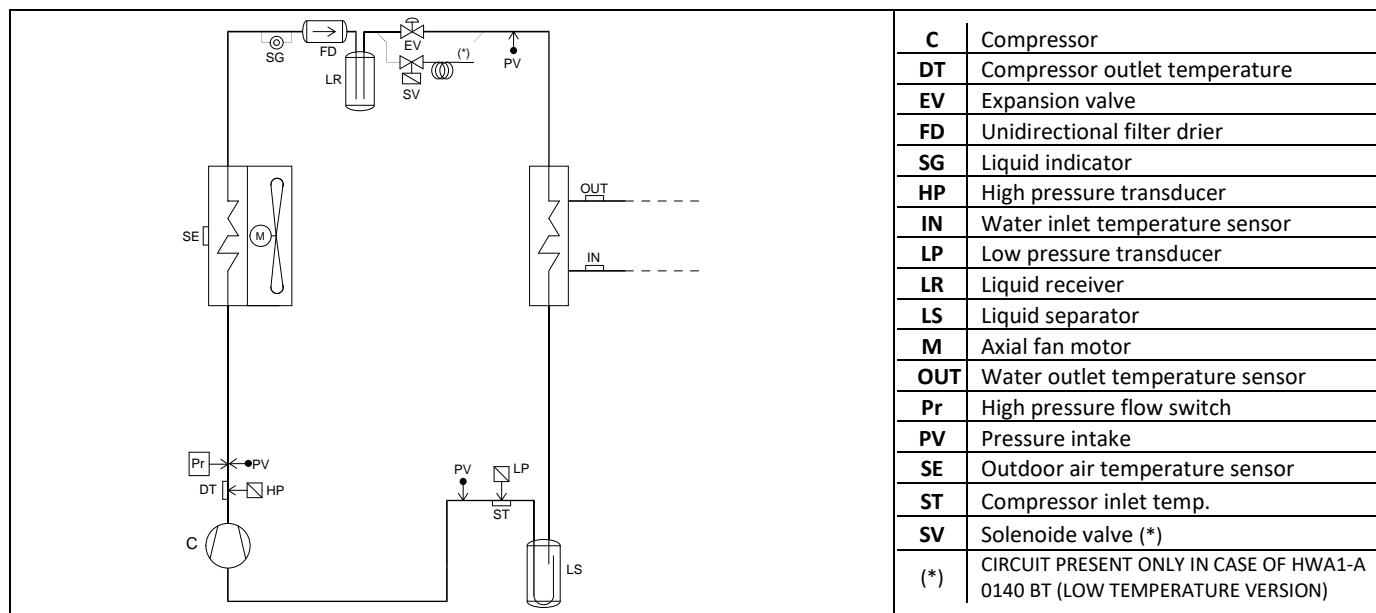 SG
FD
LR
EV
(*)
SV
PV
SE
M
OUT
IN
Pr
PV
DT
HP
C
PV
LP
ST
LS
C Compressor
DT Compressor outlet temperature
EV Expansion valve
FD Unidirectional filter drier
SG Liquid indicator
HP High pressure transducer
IN Water inlet temperature sensor
LP Low pressure transducer
LR Liquid receiver
LS Liquid separator
M Axial fan motor
OUT Water outlet temperature sensor
Pr High pressure flow switch
PV Pressure intake
SE Outdoor air temperature sensor
ST Compressor inlet temp.
SV Solenoide valve (*)
(*) CIRCUIT PRESENT ONLY IN CASE OF HWA1-A
0140 BT (LOW TEMPERATURE VERSION)